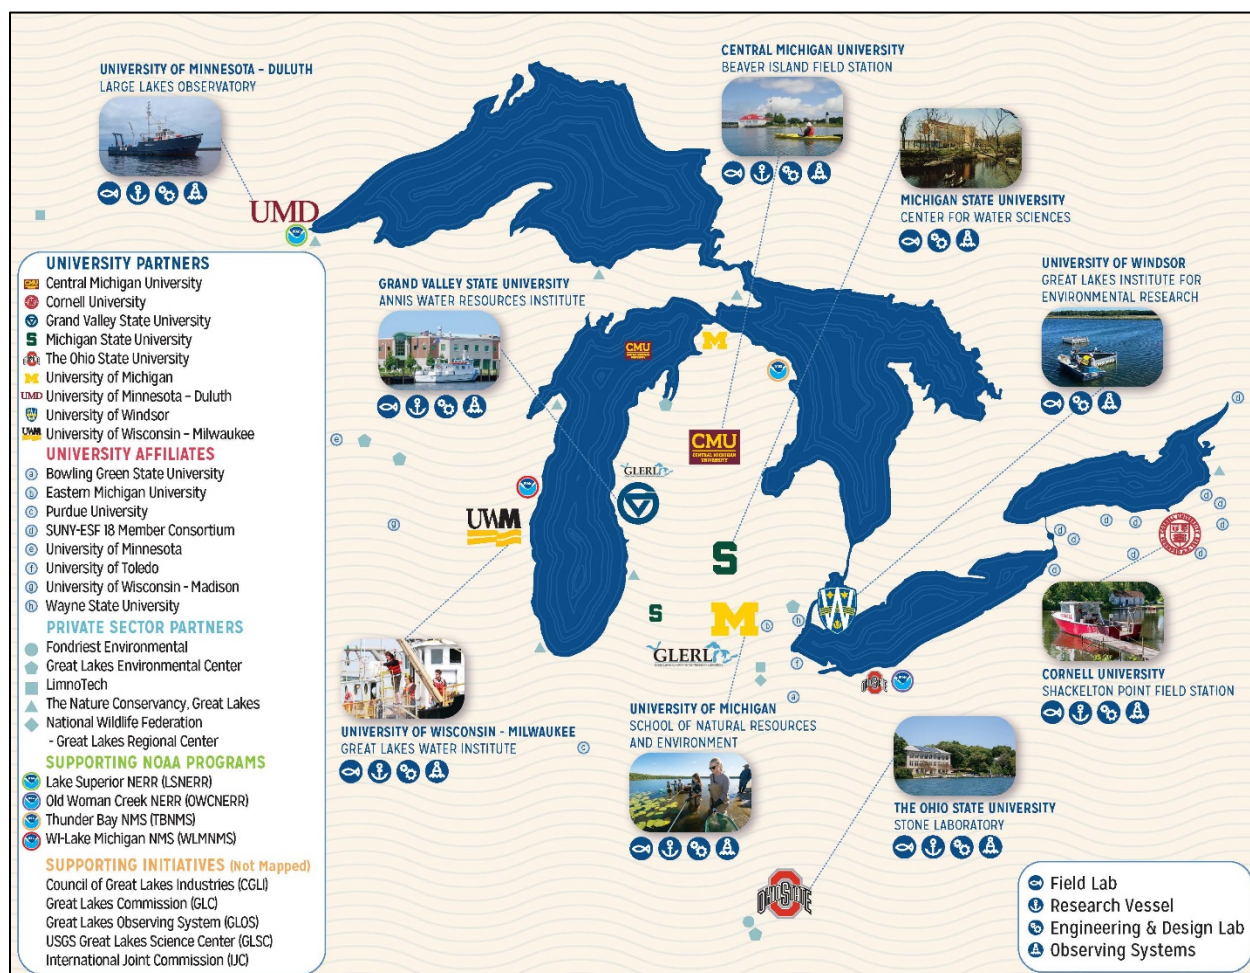 UNIVERSITY OF MINNESOTA – DULUTH
LARGE LAKES OBSERVATORY
CENTRAL MICHIGAN UNIVERSITY
BEAVER ISLAND FIELD STATION
MICHIGAN STATE UNIVERSITY
CENTER FOR WATER SCIENCES
UMD
GRAND VALLEY STATE UNIVERSITY
ANNIS WATER RESOURCES INSTITUTE
UNIVERSITY OF WINDSOR
GREAT LAKES INSTITUTE FOR
ENVIRONMENTAL RESEARCH
UNIVERSITY PARTNERS
CMU Central Michigan University
Cornell University
Grand Valley State University
S Michigan State University
The Ohio State University
M University of Michigan
UMD University of Minnesota – Duluth
University of Windsor
UWM University of Wisconsin – Milwaukee
UNIVERSITY AFFILIATES
a Bowling Green State University
b Eastern Michigan University
c Purdue University
d SUNY-ESF 18 Member Consortium
e University of Minnesota
f University of Toledo
g University of Wisconsin - Madison
h Wayne State University
PRIVATE SECTOR PARTNERS
Fondriest Environmental
Great Lakes Environmental Center
LimnoTech
The Nature Conservancy, Great Lakes
National Wildlife Federation
- Great Lakes Regional Center
SUPPORTING NOAA PROGRAMS
Lake Superior NERR (LSNERR)
Old Woman Creek NERR (OWCNERR)
Thunder Bay NMS (TBNMS)
WI-Lake Michigan NMS (WLMNMS)
SUPPORTING INITIATIVES (Not Mapped)
Council of Great Lakes Industries (CGLI)
Great Lakes Commission (GLC)
Great Lakes Observing System (GLOS)
USGS Great Lakes Science Center (GLSC)
International Joint Commission (IJC)
CMU
M
CMU
CENTRAL MICHIGAN
UNIVERSITY
GLERL
UWM
S
S
M
GLERL
W
e
g
c
b
h
f
a
d
d
d
d
d
d
d
d
d
d
d
OHIO STATE
UNIVERSITY OF WISCONSIN - MILWAUKEE
GREAT LAKES WATER INSTITUTE
UNIVERSITY OF MICHIGAN
SCHOOL OF NATURAL RESOURCES
AND ENVIRONMENT
CORNELL UNIVERSITY
SHACKELTON POINT FIELD STATION
THE OHIO STATE UNIVERSITY
STONE LABORATORY
OHIO STATE
Field Lab
Research Vessel
Engineering & Design Lab
Observing Systems